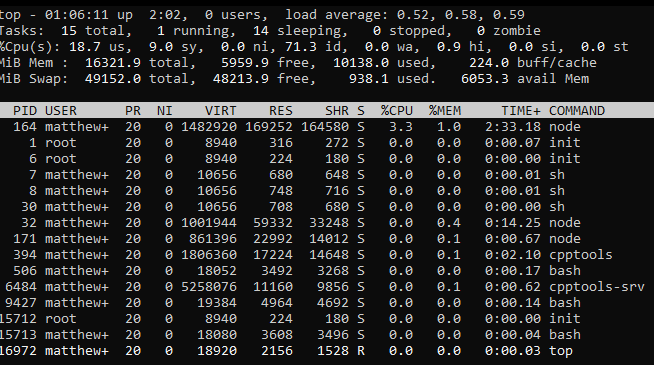 top - 01:06:11 up  2:02,  0 users,  load average: 0.52, 0.58, 0.59
Tasks:  15 total,   1 running,  14 sleeping,   0 stopped,   0 zombie
%Cpu(s): 18.7 us,  9.0 sy,  0.0 ni, 71.3 id,  0.0 wa,  0.9 hi,  0.0 si,  0.0 st
MiB Mem :  16321.9 total,   5959.9 free,  10138.0 used,    224.0 buff/cache
MiB Swap:  49152.0 total,  48213.9 free,    938.1 used.   6053.3 avail Mem
PID USER      PR  NI    VIRT    RES    SHR S  %CPU  %MEM     TIME+ COMMAND
164 matthew+  20   0 1482920 169252 164580 S   3.3   1.0   2:33.18 node
1 root      20   0    8940    316    272 S   0.0   0.0   0:00.07 init
6 root      20   0    8940    224    180 S   0.0   0.0   0:00.00 init
7 matthew+  20   0   10656    680    648 S   0.0   0.0   0:00.01 sh
8 matthew+  20   0   10656    748    716 S   0.0   0.0   0:00.01 sh
30 matthew+  20   0   10656    708    680 S   0.0   0.0   0:00.00 sh
32 matthew+  20   0 1001944  59332  33248 S   0.0   0.4   0:14.25 node
171 matthew+  20   0  861396  22992  14012 S   0.0   0.1   0:00.67 node
394 matthew+  20   0 1806360  17224  14648 S   0.0   0.1   0:02.10 cpptools
506 matthew+  20   0   18052   3492   3268 S   0.0   0.0   0:00.17 bash
6484 matthew+  20   0 5258076  11160   9856 S   0.0   0.1   0:00.62 cpptools-srv
9427 matthew+  20   0   19384   4964   4692 S   0.0   0.0   0:00.14 bash
15712 root      20   0    8940    224    180 S   0.0   0.0   0:00.00 init
15713 matthew+  20   0   18080   3608   3496 S   0.0   0.0   0:00.04 bash
16972 matthew+  20   0   18920   2156   1528 R   0.0   0.0   0:00.03 top